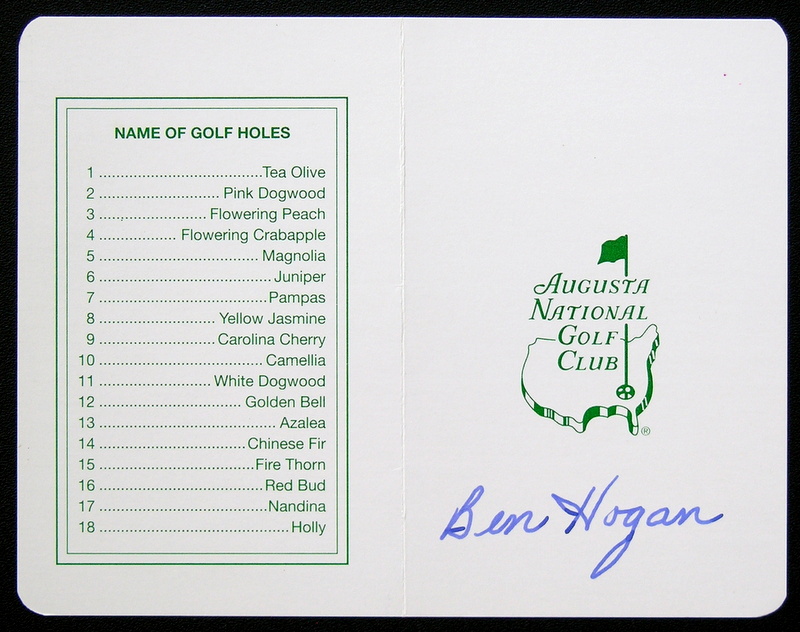 NAME OF GOLF HOLES
1 ........................................Tea Olive
2 ............................. Pink Dogwood
3 .......................... Flowering Peach
4 ................... Flowering Crabapple
5 ....................................... Magnolia
6 ........................................... Juniper
7 .........................................Pampas
8 ............................. Yellow Jasmine
9 ............................Carolina Cherry
10 ........................................ Camellia
11 ........................... White Dogwood
12 ................................... Golden Bell
13 ........................................... Azalea
14 ....................................Chinese Fir
15 ......................................Fire Thorn
16 ........................................Red Bud
17 .........................................Nandina
18 ..............................................Holly
AUGUSTA
NATIONAL
GOLF
CLUB
®
Ben Hogan